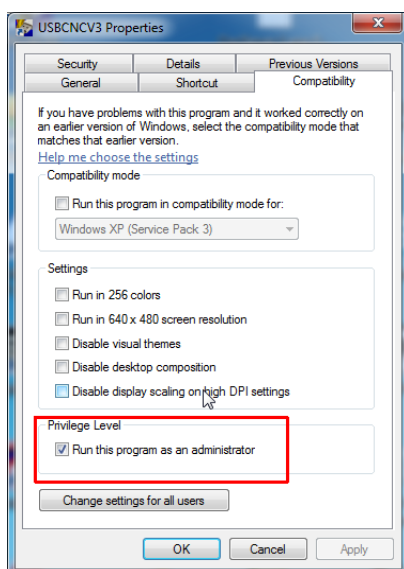 USBCNCV3 Properties
Security Details Previous Versions
General Shortcut Compatibility
If you have problems with this program and it worked correctly on
an earlier version of Windows, select the compatibility mode that
matches that earlier version.
Help me choose the settings
Compatibility mode
Run this program in compatibility mode for:
Windows XP (Service Pack 3)
Settings
Run in 256 colors
Run in 640 x 480 screen resolution
Disable visual themes
Disable desktop composition
Disable display scaling on high DPI settings
Privilege Level
Run this program as an administrator
Change settings for all users
OK Cancel Apply